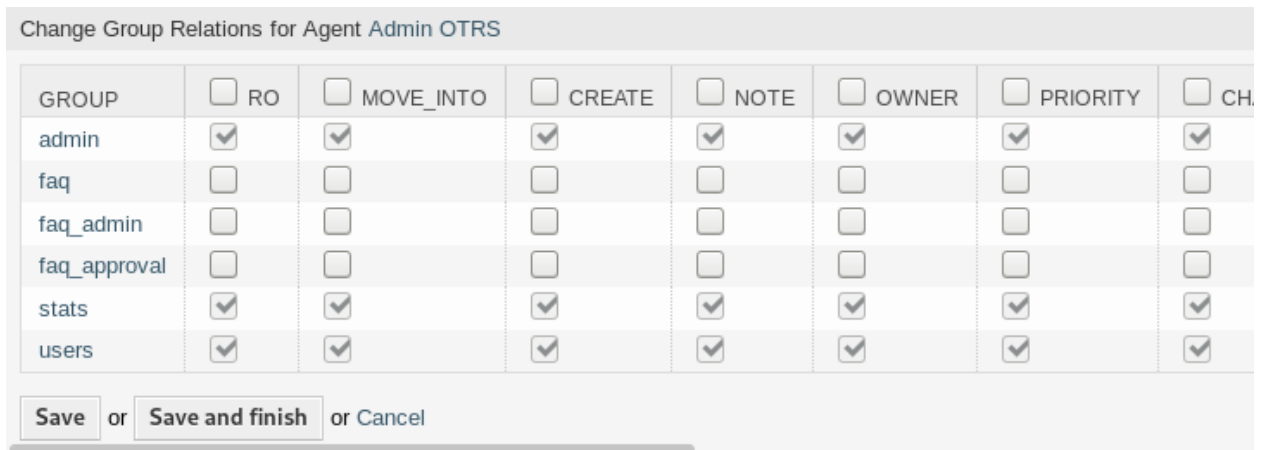 Change Group Relations for Agent Admin OTRS
GROUP RO MOVE_INTO CREATE NOTE OWNER PRIORITY CH
admin
faq
faq_admin
faq_approval
stats
users
Save or Save and finish or Cancel